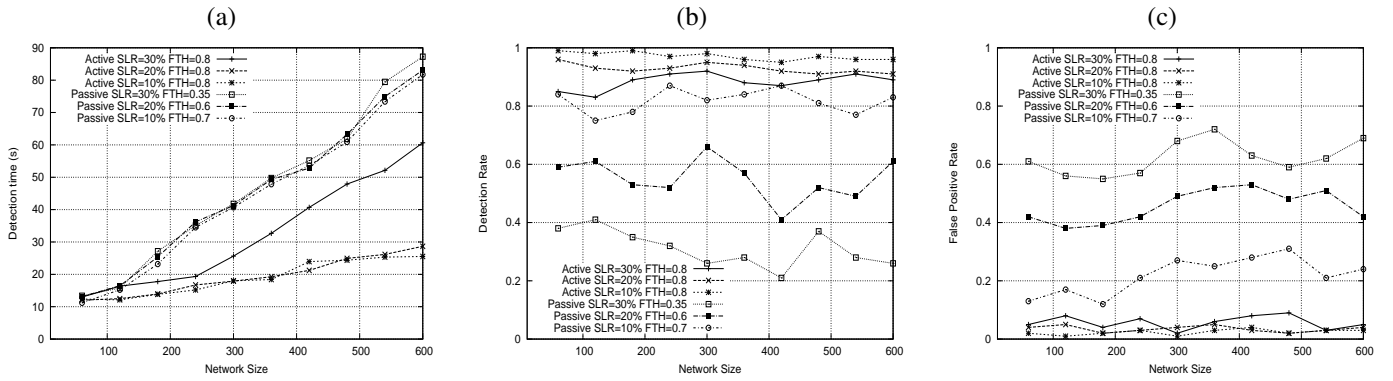 (a)
90
80
70
60
50
40
30
20
10
0
Detection time (s)
100 200 300 400 500 600
Network Size
Active SLR=30% FTH=0.8
Active SLR=20% FTH=0.8
Active SLR=10% FTH=0.8
Passive SLR=30% FTH=0.35
Passive SLR=20% FTH=0.6
Passive SLR=10% FTH=0.7
(b)
1
0.8
0.6
0.4
0.2
0
Detection Rate
Active SLR=30% FTH=0.8
Active SLR=20% FTH=0.8
Active SLR=10% FTH=0.8
Passive SLR=30% FTH=0.35
Passive SLR=20% FTH=0.6
Passive SLR=10% FTH=0.7
100 200 300 400 500 600
Network Size
(c)
1
0.8
0.6
0.4
0.2
0
False Positive Rate
Active SLR=30% FTH=0.8
Active SLR=20% FTH=0.8
Active SLR=10% FTH=0.8
Passive SLR=30% FTH=0.35
Passive SLR=20% FTH=0.6
Passive SLR=10% FTH=0.7
100 200 300 400 500 600
Network Size